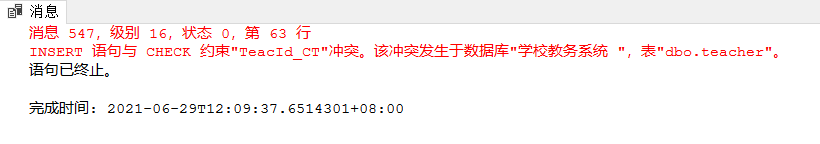 消息
消息 547，级别 16，状态 0，第 63 行
INSERT 语句与 CHECK 约束"TeacId_CT"冲突。该冲突发生于数据库"学校教务系统 "，表"dbo.teacher"。
语句已终止。
完成时间: 2021-06-29T12:09:37.6514301+08:00